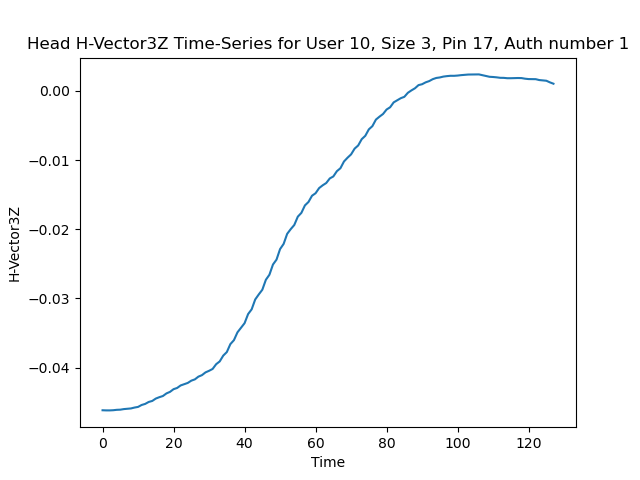 Head H-Vector3Z Time-Series for User 10, Size 3, Pin 17, Auth number 1
0.00
−0.01
−0.02
−0.03
−0.04
H-Vector3Z
0 20 40 60 80 100 120
Time